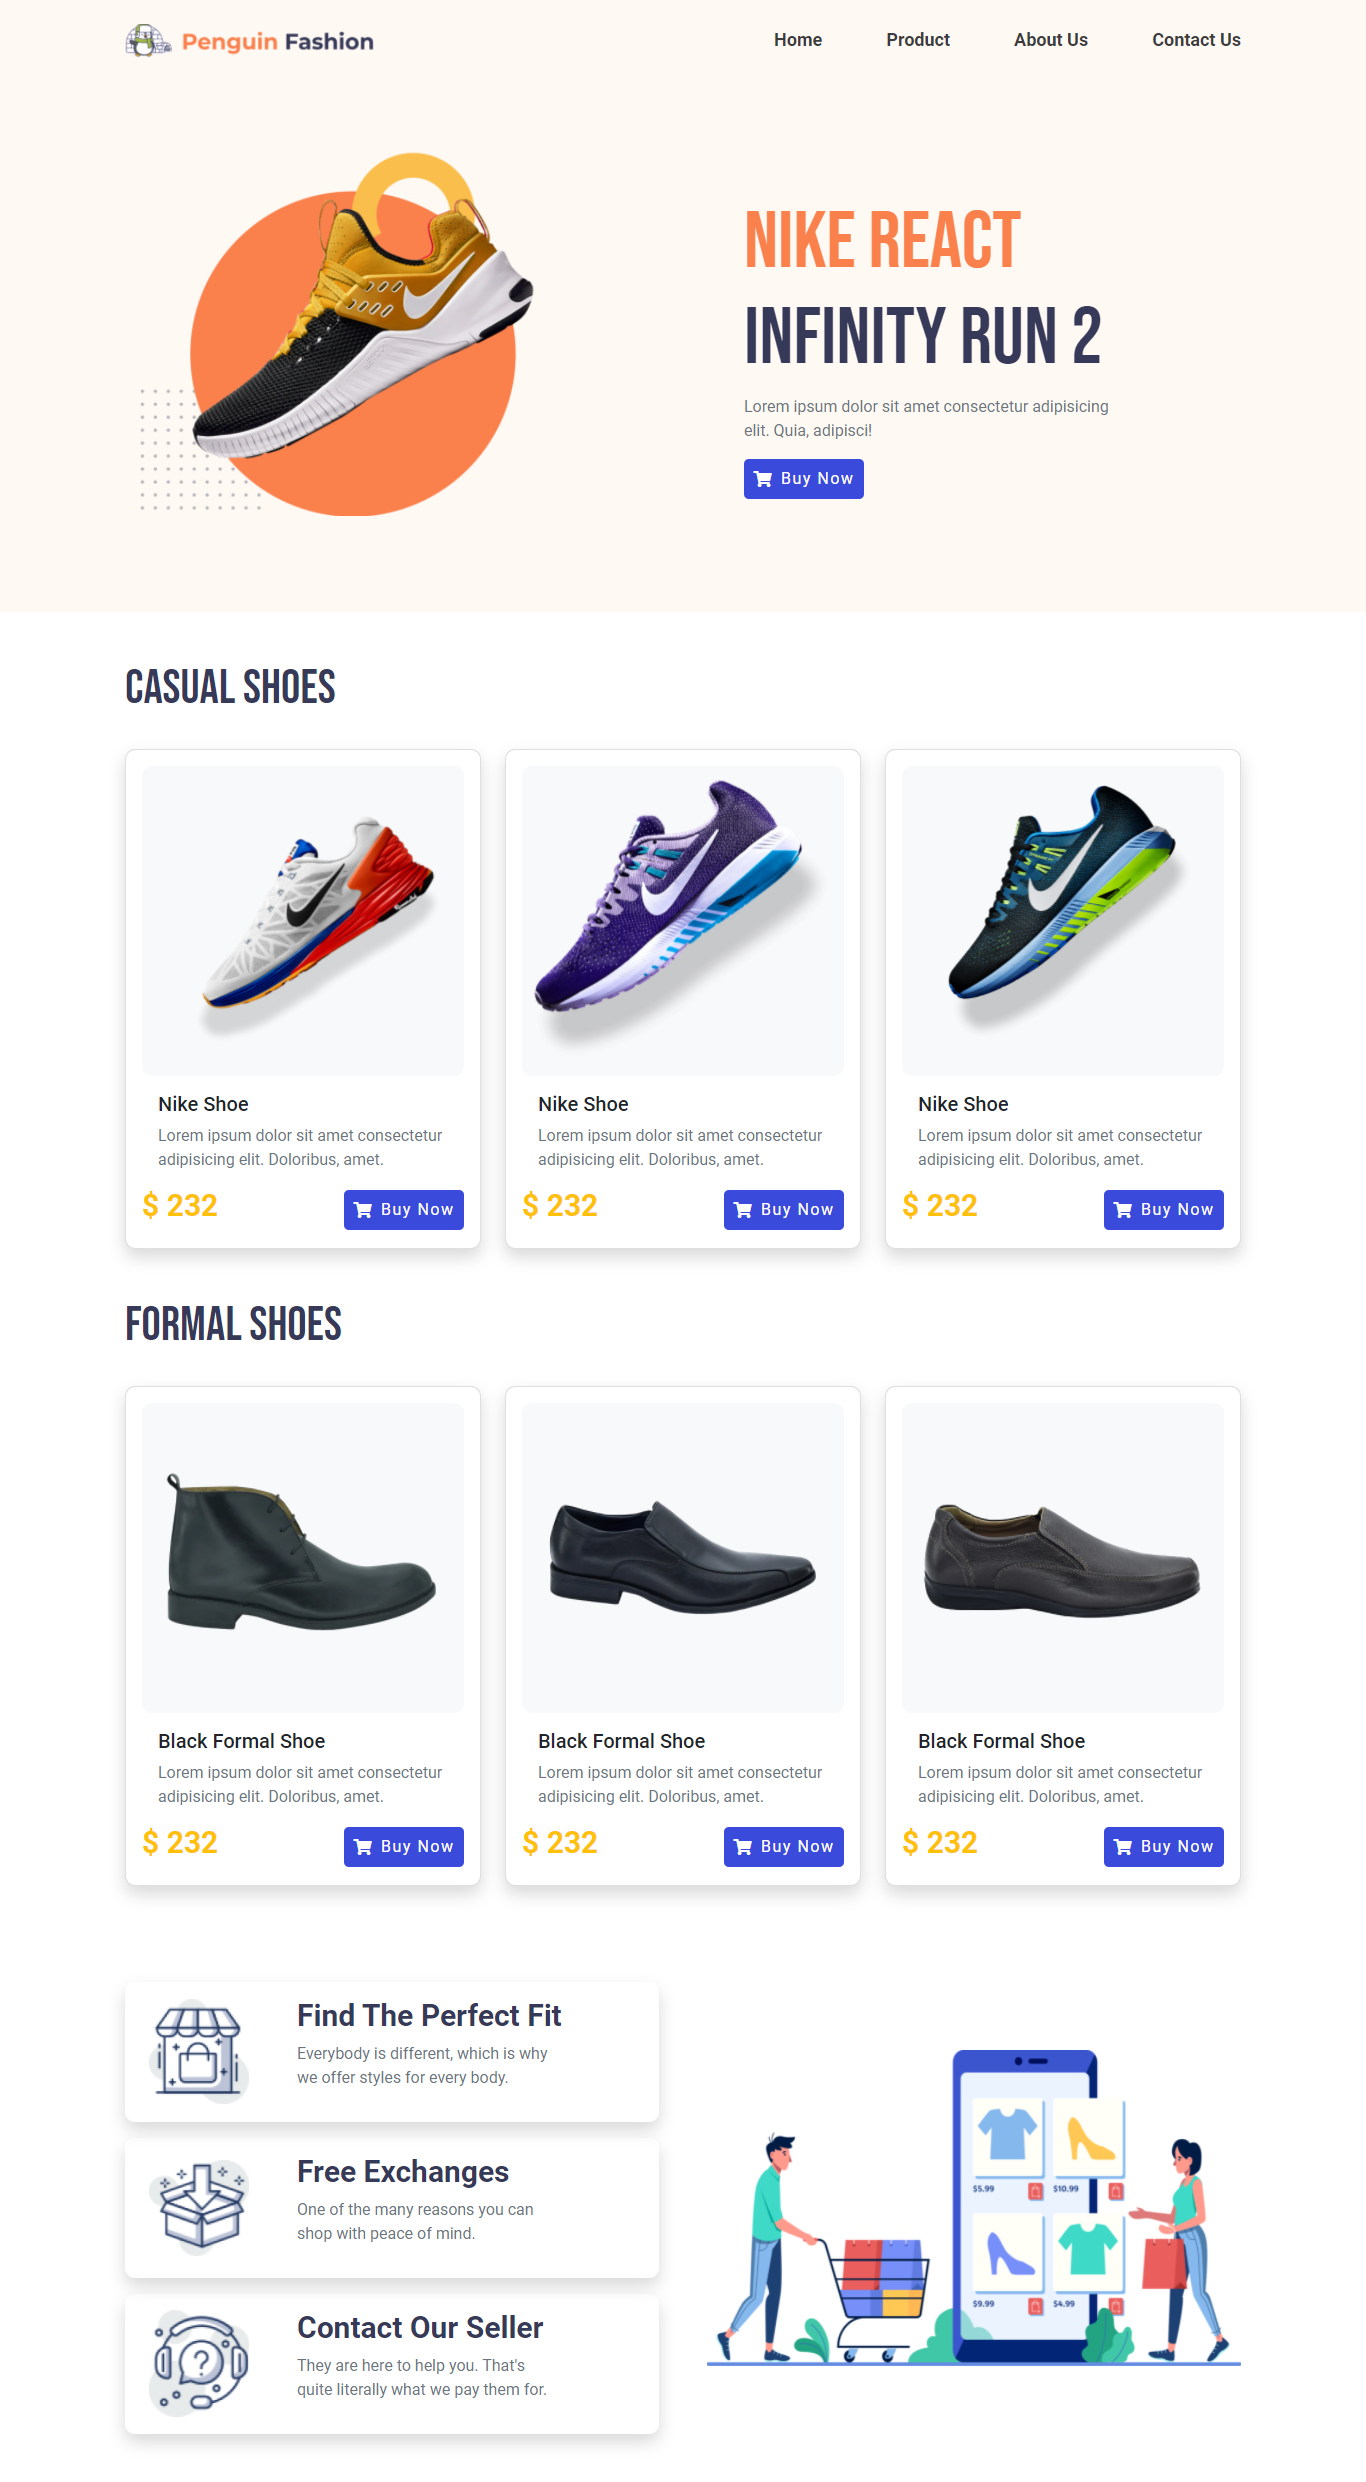 Penguin Fashion
Home Product About Us Contact Us
NIKE REACT
INFINITY RUN 2
Lorem ipsum dolor sit amet consectetur adipisicing
elit. Quia, adipisci!
Buy Now
CASUAL SHOES
Nike Shoe
Lorem ipsum dolor sit amet consectetur
adipisicing elit. Doloribus, amet.
$ 232 Buy Now
Nike Shoe
Lorem ipsum dolor sit amet consectetur
adipisicing elit. Doloribus, amet.
$ 232 Buy Now
Nike Shoe
Lorem ipsum dolor sit amet consectetur
adipisicing elit. Doloribus, amet.
$ 232 Buy Now
FORMAL SHOES
Black Formal Shoe
Lorem ipsum dolor sit amet consectetur
adipisicing elit. Doloribus, amet.
$ 232 Buy Now
Black Formal Shoe
Lorem ipsum dolor sit amet consectetur
adipisicing elit. Doloribus, amet.
$ 232 Buy Now
Black Formal Shoe
Lorem ipsum dolor sit amet consectetur
adipisicing elit. Doloribus, amet.
$ 232 Buy Now
Find The Perfect Fit
Everybody is different, which is why
we offer styles for every body.
Free Exchanges
One of the many reasons you can
shop with peace of mind.
Contact Our Seller
They are here to help you. That's
quite literally what we pay them for.
$5.99 $10.99
$9.99 $4.99